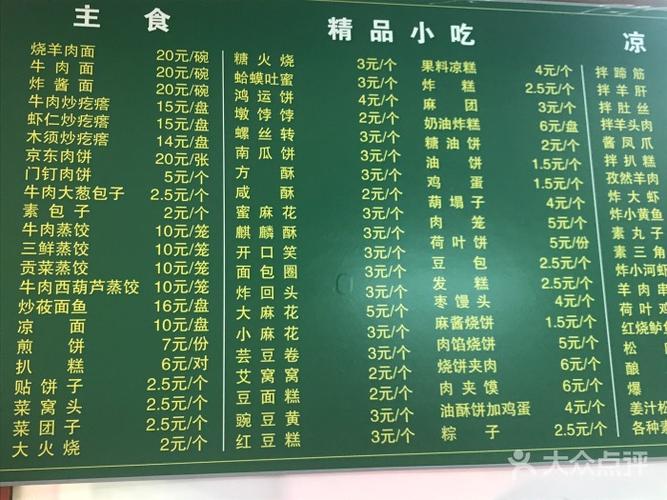 主食
烧羊肉面 20元/碗
牛肉面 20元/碗
炸酱面 20元/碗
牛肉炒疙瘩 15元/盘
虾仁炒疙瘩 15元/盘
木须炒疙瘩 14元/盘
京东肉饼 20元/张
门钉肉饼 5元/个
牛肉大葱包子 2.5元/个
素包子 2元/个
牛肉蒸饺 10元/笼
三鲜蒸饺 10元/笼
贡菜蒸饺 10元/笼
牛肉西葫芦蒸饺 10元/笼
炒莜面鱼 16元/盘
凉面 10元/盘
煎饼 7元/份
扒糕 6元/对
贴饼子 2.5元/个
菜窝头 2.5元/个
菜团子 2.5元/个
大火烧 2元/个
精品小吃
糖火烧 3元/个
蛤蟆吐蜜 3元/个
鸿运饼 4元/个
墩饽饽 2元/个
螺丝转 3元/个
南瓜饼 3元/个
方酥 3元/个
咸酥 2元/个
蜜麻花 3元/个
麒麟酥 3元/个
开口笑 3元/个
面包圈 3元/个
炸回头 3元/个
大麻花 5元/个
小麻花 3元/个
芸豆卷 3元/个
艾窝窝 2元/个
豆面糕 2元/个
豌豆黄 3元/个
红豆糕 3元/个
果料凉糕 4元/个
炸糕 2.5元/个
麻团 3元/个
奶油炸糕 6元/盘
糖油饼 2元/个
油饼 1.5元/个
鸡蛋 1.5元/个
葫塌子 4元/个
肉笼 5元/个
荷叶饼 5元/份
豆包 2.5元/个
发糕 2.5元/个
枣馒头 4元/个
麻酱烧饼 1.5元/个
肉馅烧饼 5元/个
烧饼夹肉 6元/个
肉夹馍 6元/个
油酥饼加鸡蛋 4元/个
粽子 2.5元/个
凉
拌蹄筋
拌羊肝
拌肚丝
拌羊头肉
酱凤爪
拌扒糕
孜然羊肉
炸大虾
炸小黄鱼
素丸子
素三角
炸小河虾
羊肉串
荷叶鸡
红烧鲈鱼
松
酿
爆
姜汁松
各种素
大众点评